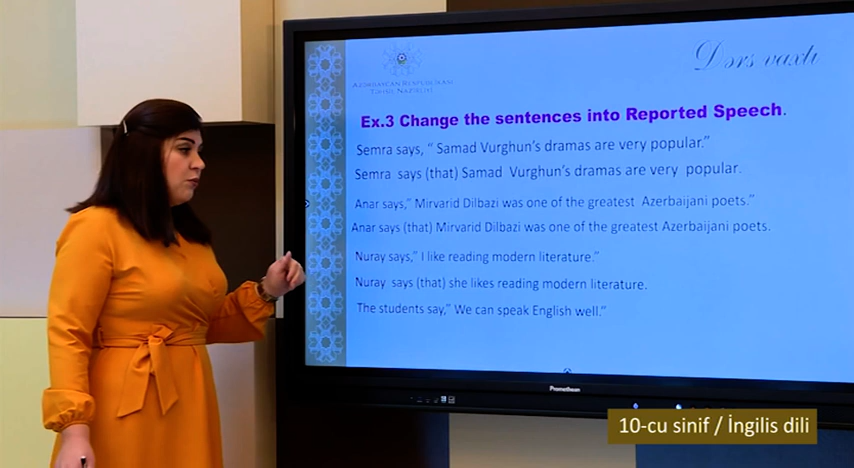 Dərs vaxtı
AZƏRBAYCAN RESPUBLİKASI
TƏHSİL NAZİRLİYİ
Ex.3 Change the sentences into Reported Speech.
Semra says, “ Samad Vurghun’s dramas are very popular.”
Semra says (that) Samad Vurghun’s dramas are very popular.
Anar says,” Mirvarid Dilbazi was one of the greatest Azerbaijani poets.”
Anar says (that) Mirvarid Dilbazi was one of the greatest Azerbaijani poets.
Nuray says,” I like reading modern literature.”
Nuray says (that) she likes reading modern literature.
The students say,” We can speak English well.”
Promethean
10-cu sinif / İngilis dili